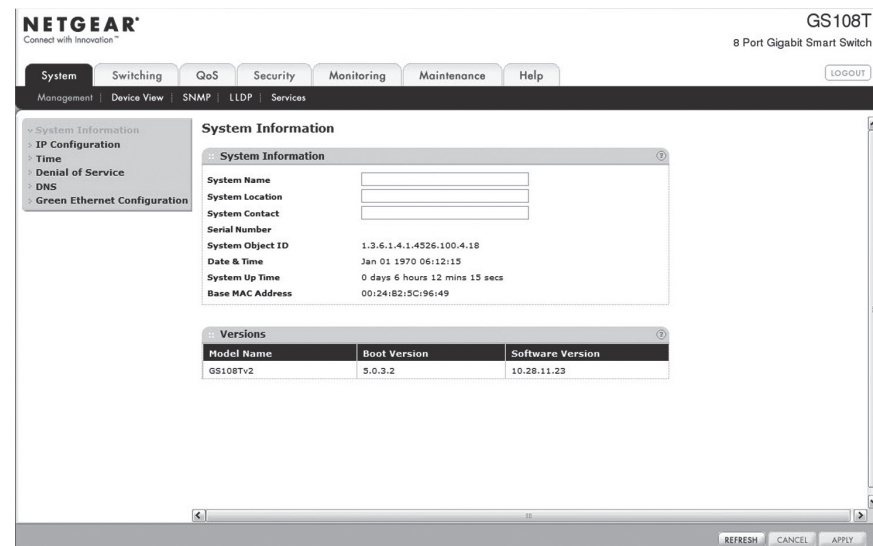 NETGEAR®
Connect with Innovation™
GS108T
8 Port Gigabit Smart Switch
System Switching QoS Security Monitoring Maintenance Help
LOGOUT
Management | Device View | SNMP | LLDP | Services
System Information
IP Configuration
Time
Denial of Service
DNS
Green Ethernet Configuration
System Information
System Information
System Name
System Location
System Contact
Serial Number
System Object ID 1.3.6.1.4.1.4526.100.4.18
Date & Time Jan 01 1970 06:12:15
System Up Time 0 days 6 hours 12 mins 15 secs
Base MAC Address 00:24:B2:5C:96:49
Versions
Model Name Boot Version Software Version
GS108Tv2 5.0.3.2 10.28.11.23
REFRESH CANCEL APPLY